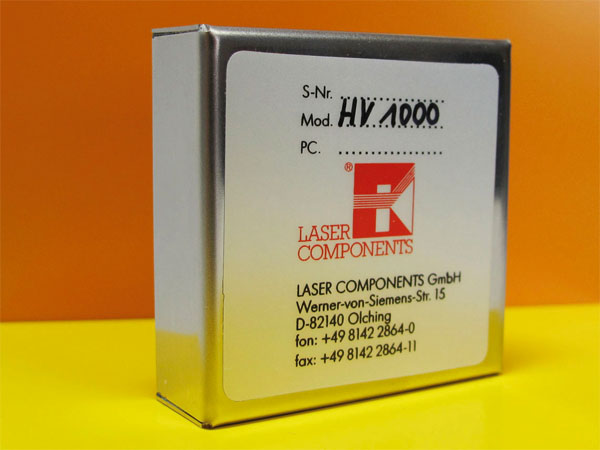 S-Nr. ....................
Mod. HV 1000
PC. ....................
®
LASER
COMPONENTS
LASER COMPONENTS GmbH
Werner-von-Siemens-Str. 15
D-82140 Olching
fon: +49 8142 2864-0
fax: +49 8142 2864-11